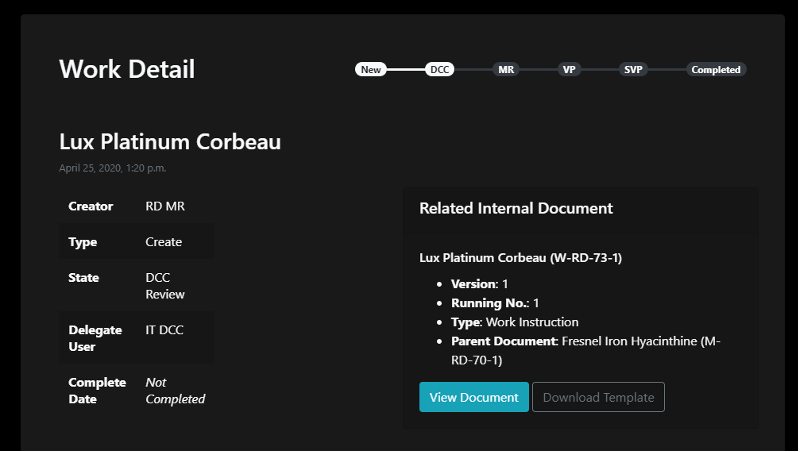 Work Detail
New DCC MR VP SVP Completed
Lux Platinum Corbeau
April 25, 2020, 1:20 p.m.
Creator RD MR
Type Create
State DCC
Review
Delegate IT DCC
User
Complete Not
Date Completed
Related Internal Document
Lux Platinum Corbeau (W-RD-73-1)
• Version: 1
• Running No.: 1
• Type: Work Instruction
• Parent Document: Fresnel Iron Hyacinthine (M-
RD-70-1)
View Document Download Template